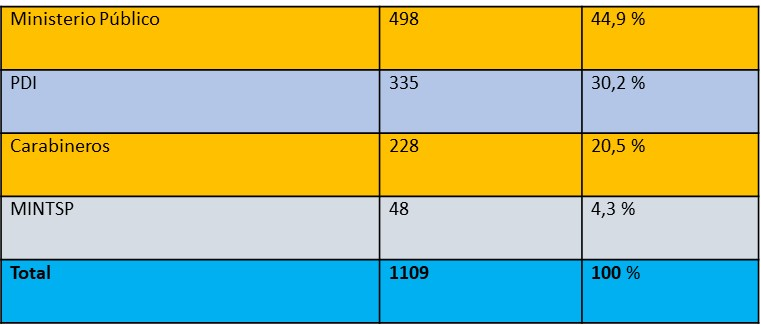 Ministerio Público 498 44,9 %
PDI 335 30,2 %
Carabineros 228 20,5 %
MINTSP 48 4,3 %
Total 1109 100 %